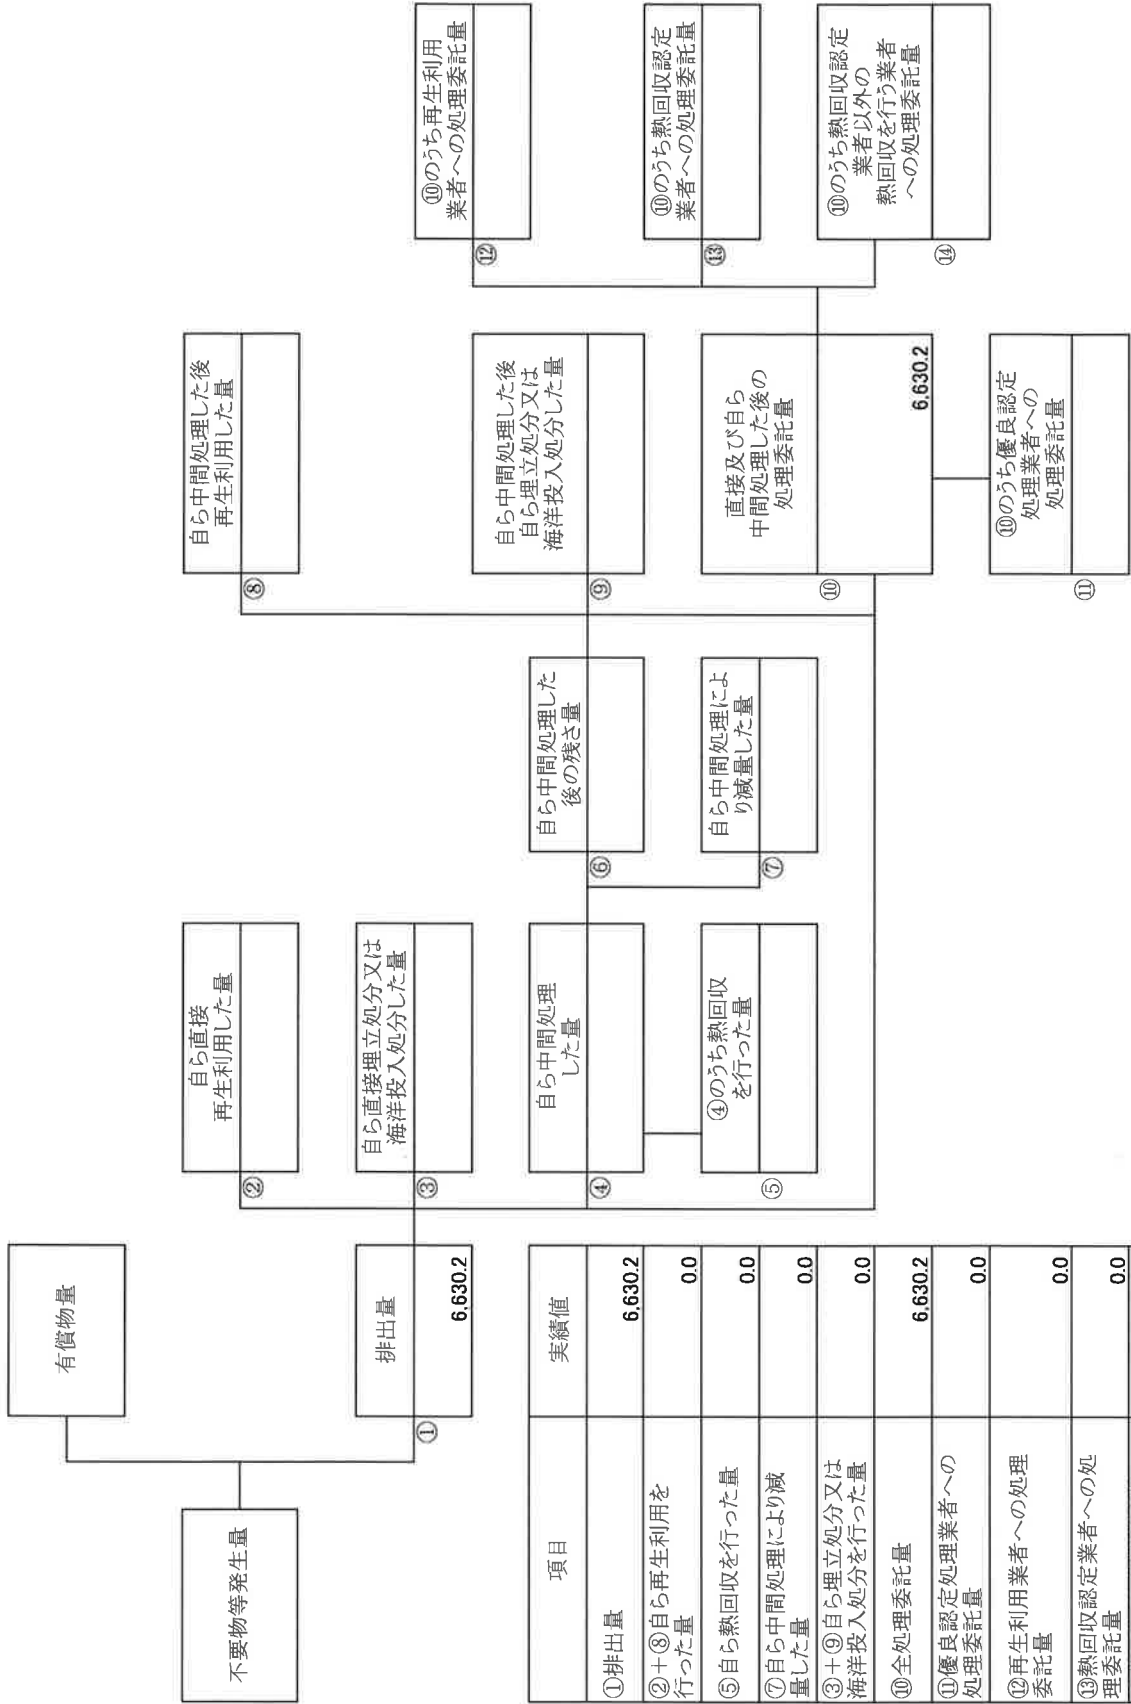 不要物等発生量
有償物量
①
排出量
6,630.2
②
自ら直接
再生利用した量
③
自ら直接埋立処分又は
海洋投入処分した量
④
自ら中間処理
した量
⑤
④のうち熱回収
を行った量
⑥
自ら中間処理した
後の残さ量
⑦
自ら中間処理によ
り減量した量
⑧
自ら中間処理した後
再生利用した量
⑨
自ら中間処理した後
自ら埋立処分又は
海洋投入処分した量
⑩
直接及び自ら
中間処理した後の
処理委託量
6,630.2
⑪
⑩のうち優良認定
処理業者への
処理委託量
⑫
⑩のうち再生利用
業者への処理委託量
⑬
⑩のうち熱回収認定
業者への処理委託量
⑭
⑩のうち熱回収認定
業者以外の
熱回収を行う業者
への処理委託量
項目 実績値
①排出量 6,630.2
②+⑧自ら再生利用を
行った量 0.0
⑤自ら熱回収を行った量 0.0
⑦自ら中間処理により減
量した量 0.0
③+⑨自ら埋立処分又は
海洋投入処分を行った量 0.0
⑩全処理委託量 6,630.2
⑪優良認定処理業者への
処理委託量 0.0
⑫再生利用業者への処理
委託量 0.0
⑬熱回収認定業者への処
理委託量 0.0